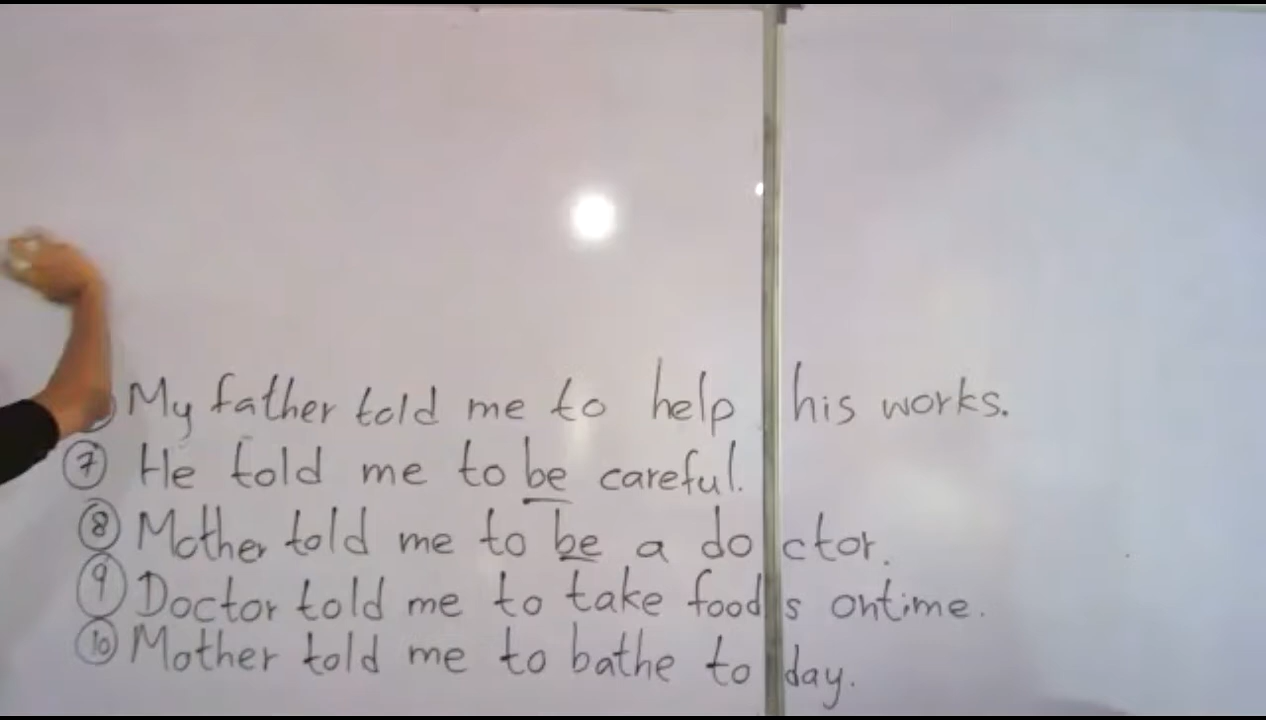 My father told me to help his works.
⑦ He told me to be careful.
⑧ Mother told me to be a doctor.
⑨ Doctor told me to take foods ontime.
⑩ Mother told me to bathe today.